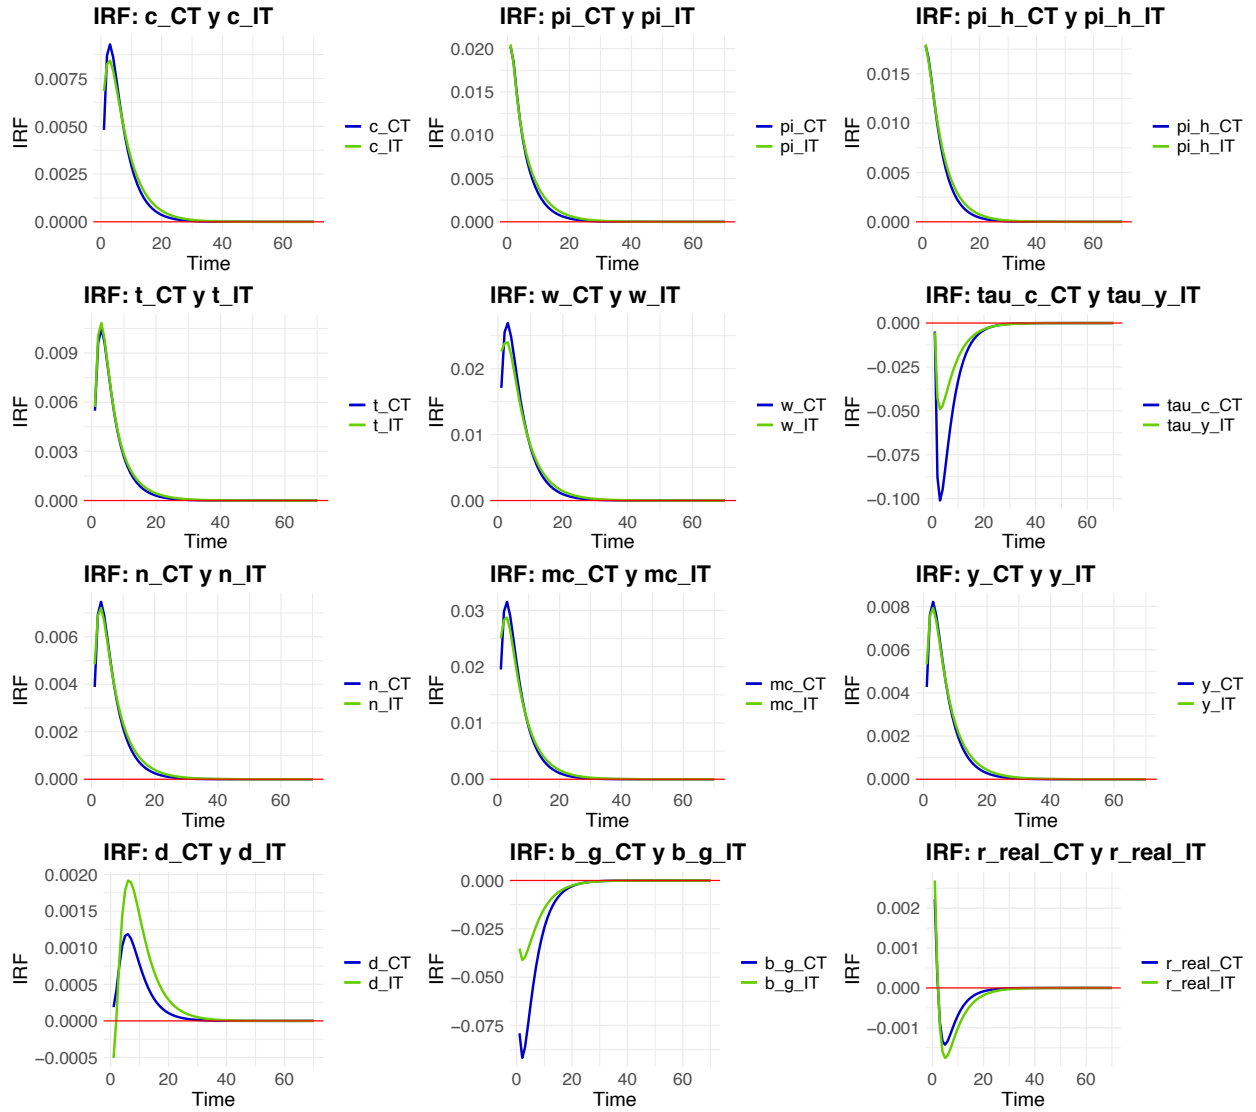 IRF: c_CT y c_IT
IRF
0.0075
0.0050
0.0025
0.0000
0 20 40 60
Time
c_CT
c_IT
IRF: pi_CT y pi_IT
IRF
0.020
0.015
0.010
0.005
0.000
0 20 40 60
Time
pi_CT
pi_IT
IRF: pi_h_CT y pi_h_IT
IRF
0.015
0.010
0.005
0.000
0 20 40 60
Time
pi_h_CT
pi_h_IT
IRF: t_CT y t_IT
IRF
0.009
0.006
0.003
0.000
0 20 40 60
Time
t_CT
t_IT
IRF: w_CT y w_IT
IRF
0.02
0.01
0.00
0 20 40 60
Time
w_CT
w_IT
IRF: tau_c_CT y tau_y_IT
IRF
0.000
−0.025
−0.050
−0.075
−0.100
0 20 40 60
Time
tau_c_CT
tau_y_IT
IRF: n_CT y n_IT
IRF
0.006
0.004
0.002
0.000
0 20 40 60
Time
n_CT
n_IT
IRF: mc_CT y mc_IT
IRF
0.03
0.02
0.01
0.00
0 20 40 60
Time
mc_CT
mc_IT
IRF: y_CT y y_IT
IRF
0.008
0.006
0.004
0.002
0.000
0 20 40 60
Time
y_CT
y_IT
IRF: d_CT y d_IT
IRF
0.0020
0.0015
0.0010
0.0005
0.0000
−0.0005
0 20 40 60
Time
d_CT
d_IT
IRF: b_g_CT y b_g_IT
IRF
0.000
−0.025
−0.050
−0.075
0 20 40 60
Time
b_g_CT
b_g_IT
IRF: r_real_CT y r_real_IT
IRF
0.002
0.001
0.000
−0.001
0 20 40 60
Time
r_real_CT
r_real_IT